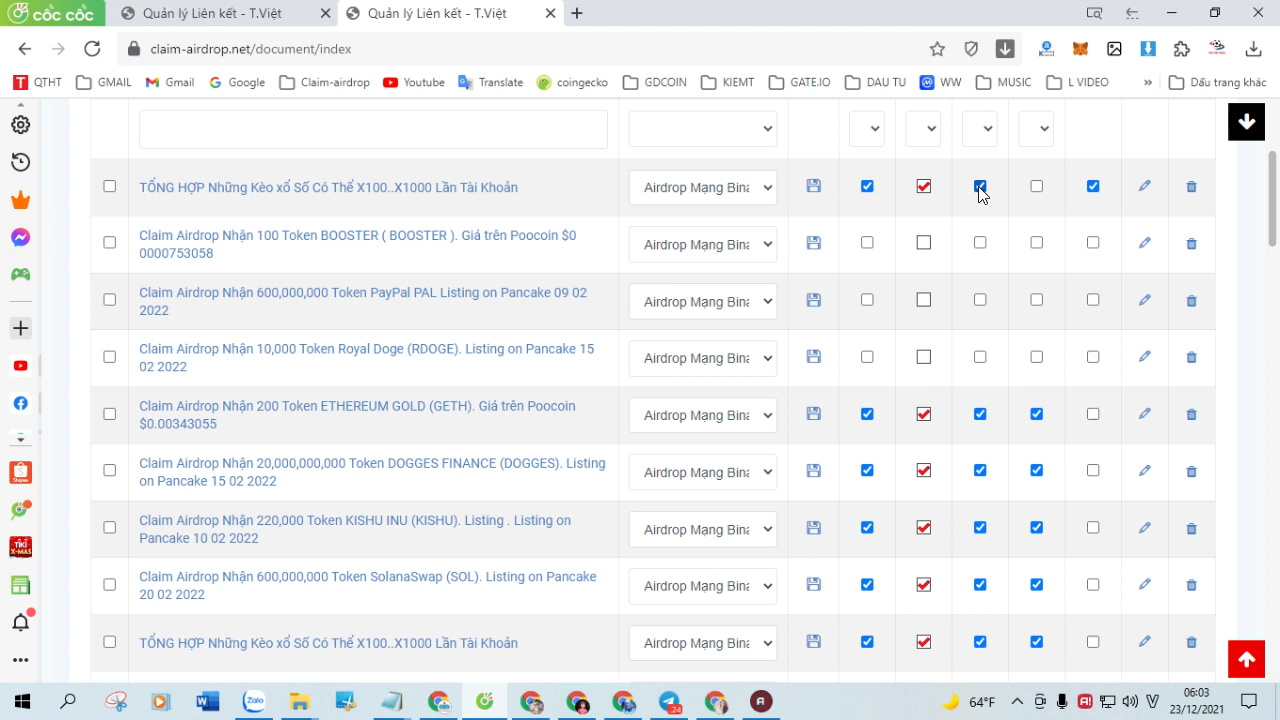 CỐC CỐC
Quản lý liên kết - T.Việt
Quản lý liên kết - T.Việt
claim-airdrop.net/document/index
QTHT
GMAIL
Gmail
Google
Claim-airdrop
Youtube
Translate
coingecko
GDCOIN
KIEMT
GATE.IO
DAU TU
WW
MUSIC
L VIDEO
»
Dấu trang khác
TỔNG HỢP Những Kèo xổ Số Có Thể X100..X1000 Lần Tài Khoản
Airdrop Mạng Bina
Claim Airdrop Nhận 100 Token BOOSTER ( BOOSTER ). Giá trên Poocoin $0
0000753058
Airdrop Mạng Bina
Claim Airdrop Nhận 600,000,000 Token PayPal PAL Listing on Pancake 09 02
2022
Airdrop Mạng Bina
Claim Airdrop Nhận 10,000 Token Royal Doge (RDOGE). Listing on Pancake 15
02 2022
Airdrop Mạng Bina
Claim Airdrop Nhận 200 Token ETHEREUM GOLD (GETH). Giá trên Poocoin
$0.00343055
Airdrop Mạng Bina
Claim Airdrop Nhận 20,000,000,000 Token DOGGES FINANCE (DOGGES). Listing
on Pancake 15 02 2022
Airdrop Mạng Bina
Claim Airdrop Nhận 220,000 Token KISHU INU (KISHU). Listing . Listing on
Pancake 10 02 2022
Airdrop Mạng Bina
Claim Airdrop Nhận 600,000,000 Token SolanaSwap (SOL). Listing on Pancake
20 02 2022
Airdrop Mạng Bina
TỔNG HỢP Những Kèo xổ Số Có Thể X100..X1000 Lần Tài Khoản
Airdrop Mạng Bina
Shopee
TIKI
X-MAS
Zalo
24
64°F
06:03
23/12/2021